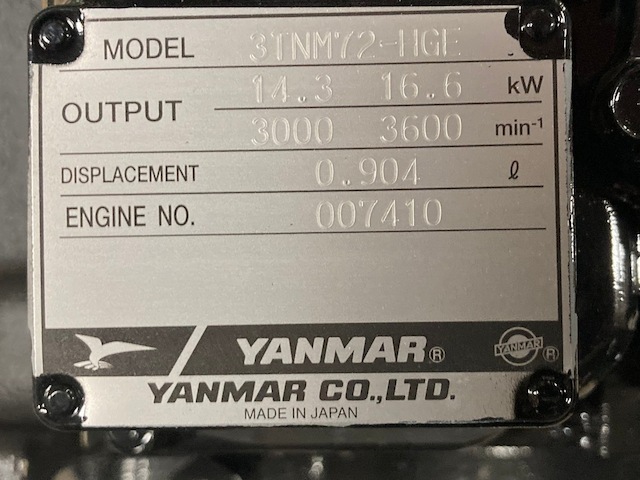 MODEL 3TNM72-HGE
OUTPUT 14.3 16.6 kW
3000 3600 min-1
DISPLACEMENT 0.904 ℓ
ENGINE NO. 007410
YANMAR® YANMAR®
YANMAR CO.,LTD.
MADE IN JAPAN